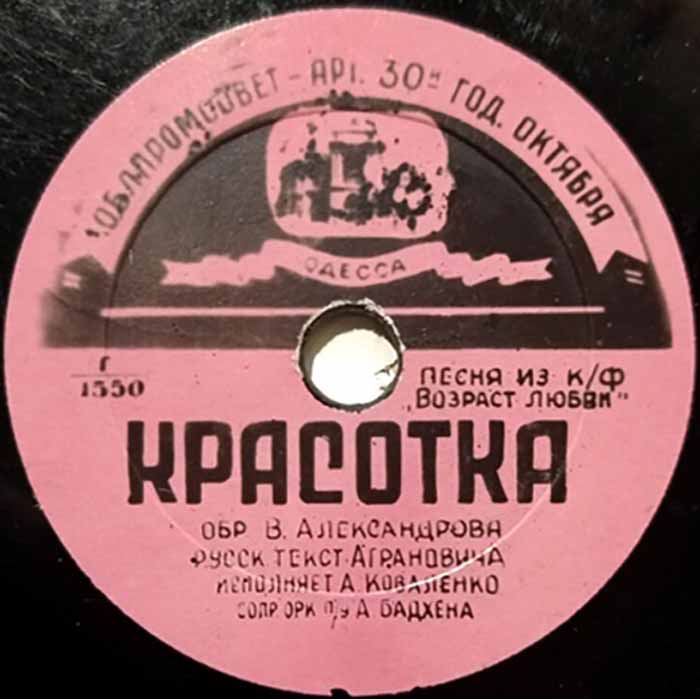 ОБЛПРОМСОВЕТ - АРТ. 30й ГОД. ОКТЯБРЯ
ОДЕССА
Г
1550
ПЕСНЯ ИЗ К/Ф
„ВОЗРАСТ ЛЮБВИ"
КРАСОТКА
ОБР В. АЛЕКСАНДРОВА
РУССК. ТЕКСТ. АГРАНОВИЧА
ИСПОЛНЯЕТ А. КОВАЛЕНКО
СОПР. ОРК П/У А. БАДХЕНА